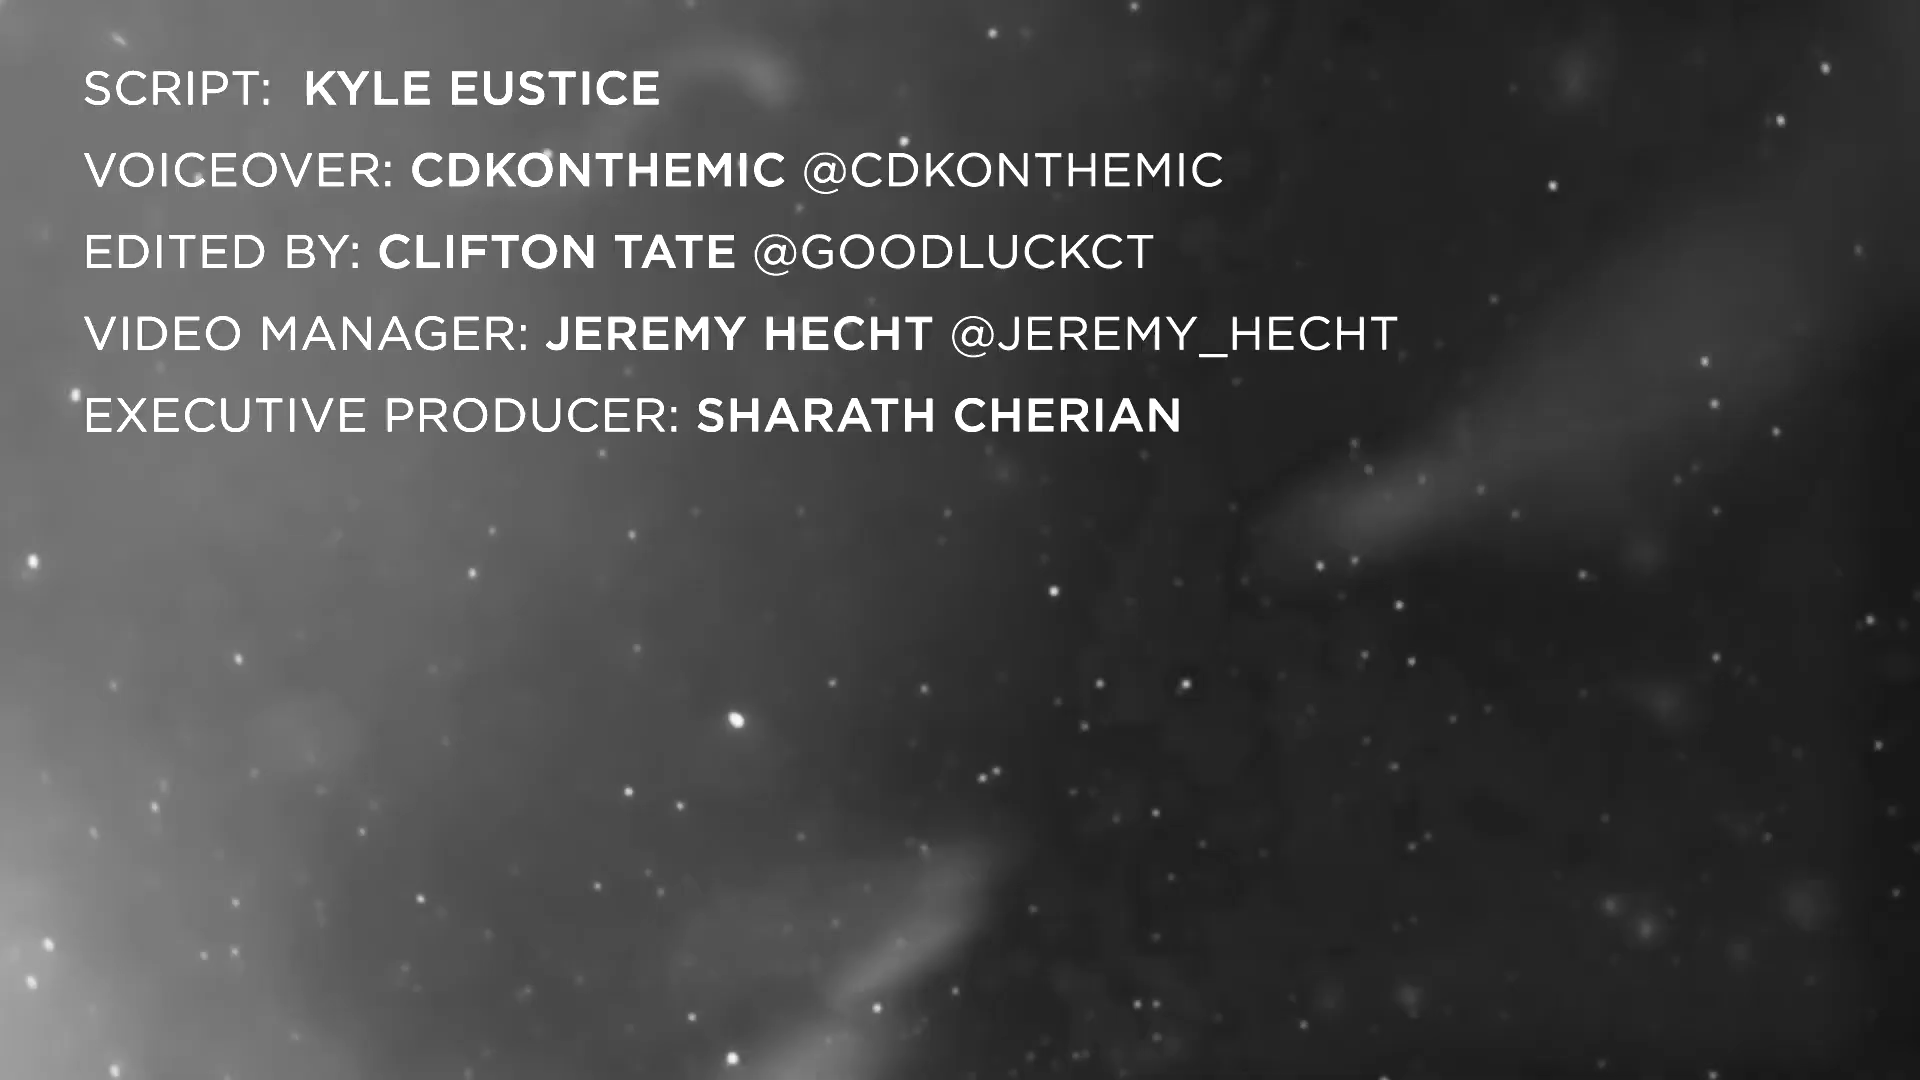 SCRIPT: KYLE EUSTICE
VOICEOVER: CDKONTHEMIC @CDKONTHEMIC
EDITED BY: CLIFTON TATE @GOODLUCKCT
VIDEO MANAGER: JEREMY HECHT @JEREMY_HECHT
EXECUTIVE PRODUCER: SHARATH CHERIAN